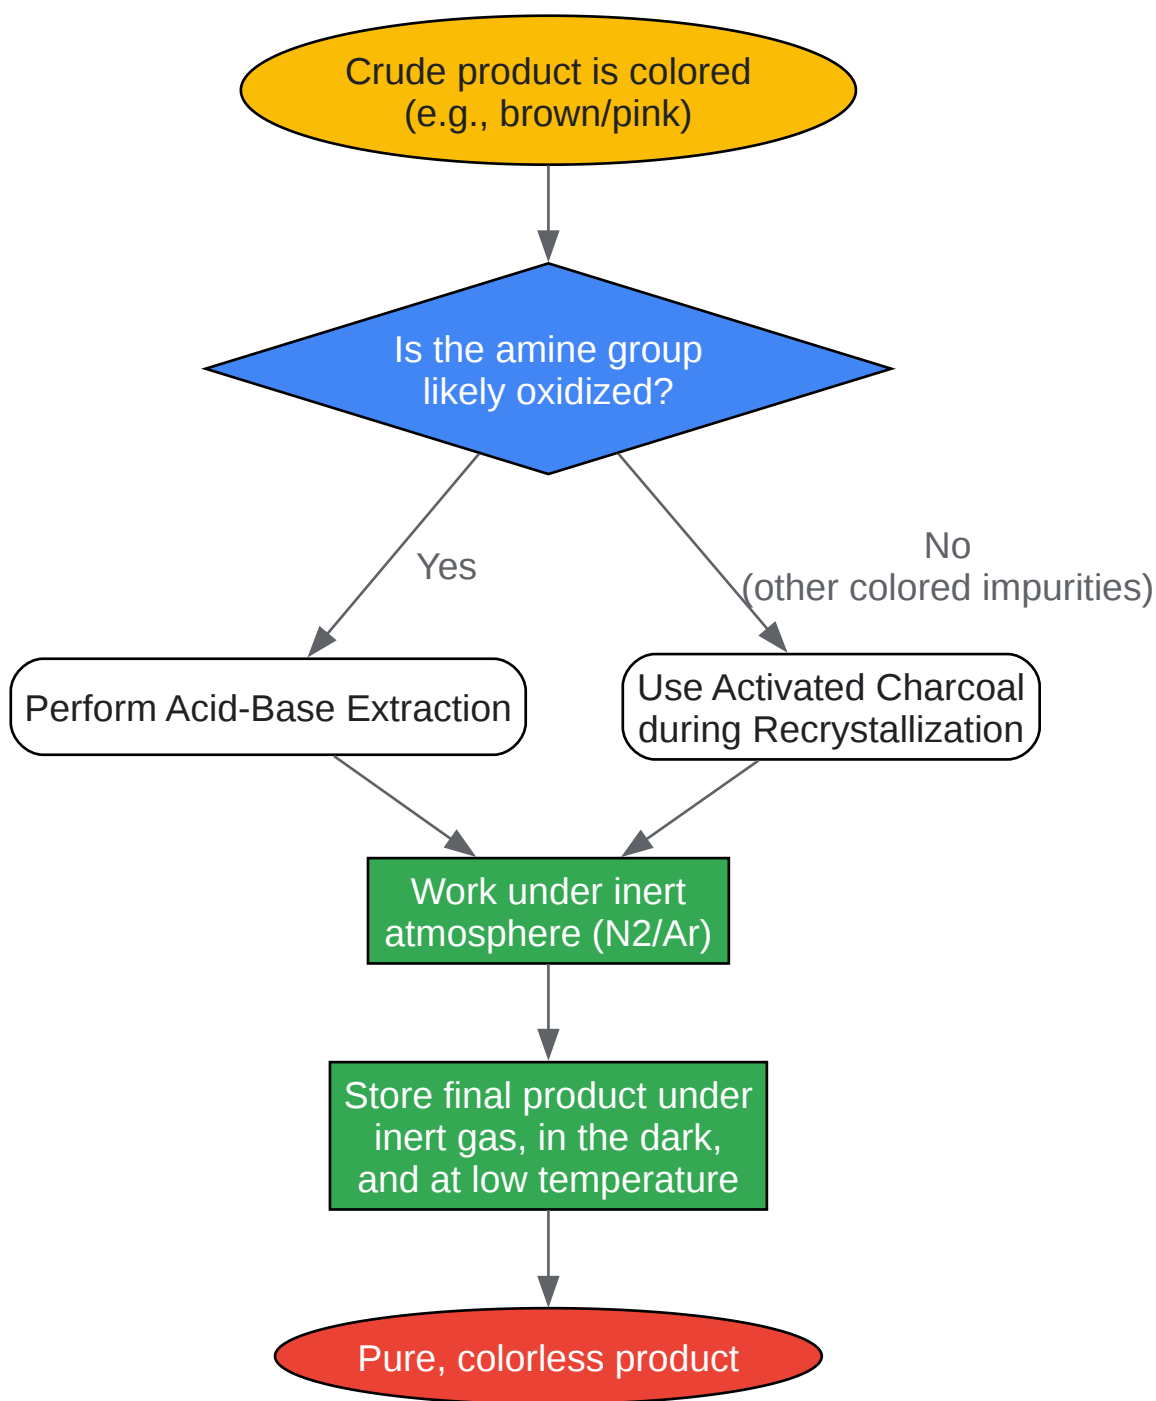 Crude product is colored
(e.g., brown/pink)
Is the amine group
likely oxidized?
Yes
No
(other colored impurities)
Perform Acid-Base Extraction
Use Activated Charcoal
during Recrystallization
Work under inert
atmosphere (N2/Ar)
Store final product under
inert gas, in the dark,
and at low temperature
Pure, colorless product